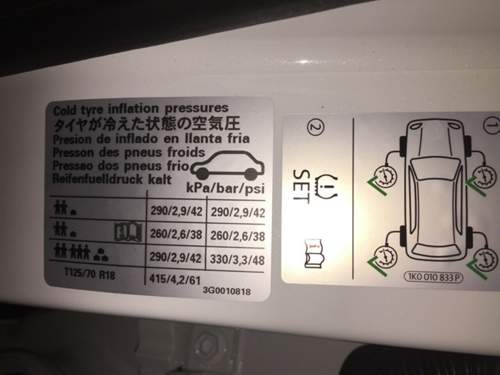 Cold tyre inflation pressures
タイヤが冷えた状態の空気圧
Presion de inflado en llanta fria
Presson des pneus froids
Presseo dos pneus frio
Reifenfuelldruck kalt
kPa/bar/psi
290/2,9/42 290/2,9/42
260/2,6/38 260/2,6/38
290/2,9/42 330/3,3/48
T125/70 R18 415/4,2/61
3G0010818
②
SET
①
1K0 010 833 P